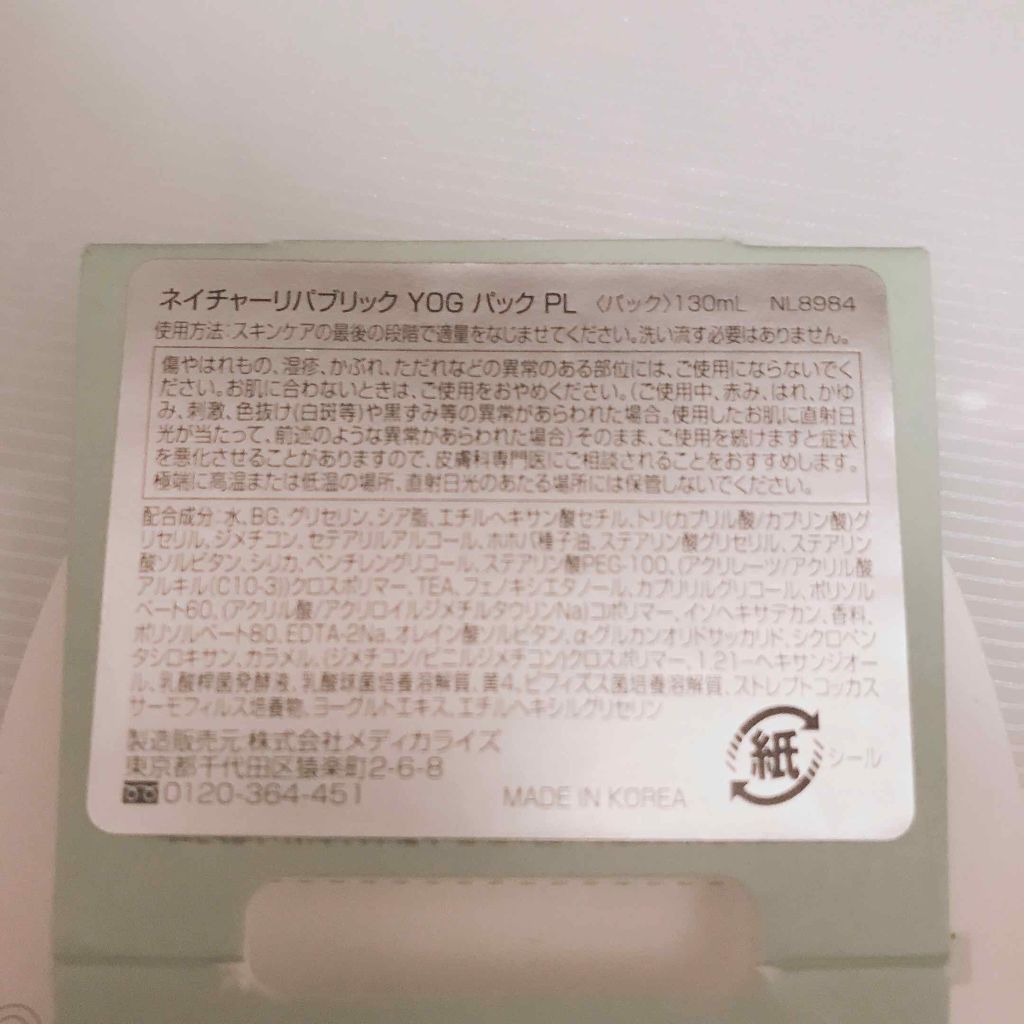 ネイチャーリパブリック YOG パック PL 〈パック〉130mL NL8984
使用方法:スキンケアの最後の段階で適量をなじませてください。洗い流す必要はありません。
傷やはれもの、湿疹、かぶれ、ただれなどの異常のある部位には、ご使用にならないでく
ださい。お肌に合わないときは、ご使用をおやめください。(ご使用中、赤み、はれ、かゆ
み、刺激、色抜け(白斑等)や黒ずみ等の異常があらわれた場合。使用したお肌に直射日
光が当たって、前述のような異常があらわれた場合)そのまま、ご使用を続けますと症状
を悪化させることがありますので、皮膚科専門医にご相談されることをおすすめします。
極端に高温または低温の場所、直射日光のあたる場所には保管しないでください。
配合成分:水、BG、グリセリン、シア脂、エチルヘキサン酸セチル、トリ(カプリル酸/カプリン酸)グ
リセリル、ジメチコン、セテアリルアルコール、ホホバ種子油、ステアリン酸グリセリル、ステアリン
酸ソルビタン、シリカ、ペンチレングリコール、ステアリン酸PEG-100、(アクリレーツ/アクリル酸
アルキル(C10-3))クロスポリマー、TEA、フェノキシエタノール、カプリリルグリコール、ポリソル
ベート60、(アクリル酸/アクリロイルジメチルタウリンNa)コポリマー、イソヘキサデカン、香料、
ポリソルベート80、EDTA-2Na、オレイン酸ソルビタン、α-グルカンオリゴサッカリド、シクロペン
タシロキサン、カラメル、(ジメチコン/ビニルジメチコン)クロスポリマー、1.21-ヘキサンジオー
ル、乳酸桿菌発酵液、乳酸球菌培養溶解質、黄4、ビフィズス菌培養溶解質、ストレプトコッカス
サーモフィルス培養物、ヨーグルトエキス、エチルヘキシルグリセリン
製造販売元 株式会社メディカライズ
東京都千代田区猿楽町2-6-8
0120-364-451 MADE IN KOREA
紙 シール